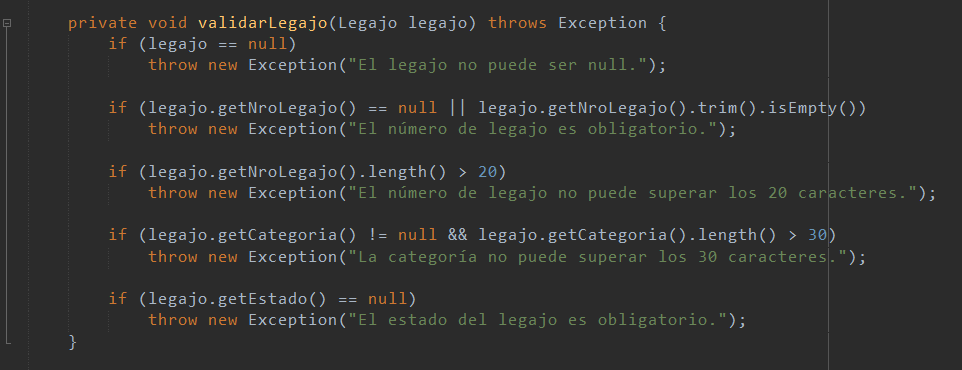 private void validarLegajo(Legajo legajo) throws Exception {
if (legajo == null)
throw new Exception("El legajo no puede ser null.");
if (legajo.getNroLegajo() == null || legajo.getNroLegajo().trim().isEmpty())
throw new Exception("El número de legajo es obligatorio.");
if (legajo.getNroLegajo().length() > 20)
throw new Exception("El número de legajo no puede superar los 20 caracteres.");
if (legajo.getCategoria() != null && legajo.getCategoria().length() > 30)
throw new Exception("La categoría no puede superar los 30 caracteres.");
if (legajo.getEstado() == null)
throw new Exception("El estado del legajo es obligatorio.");
}